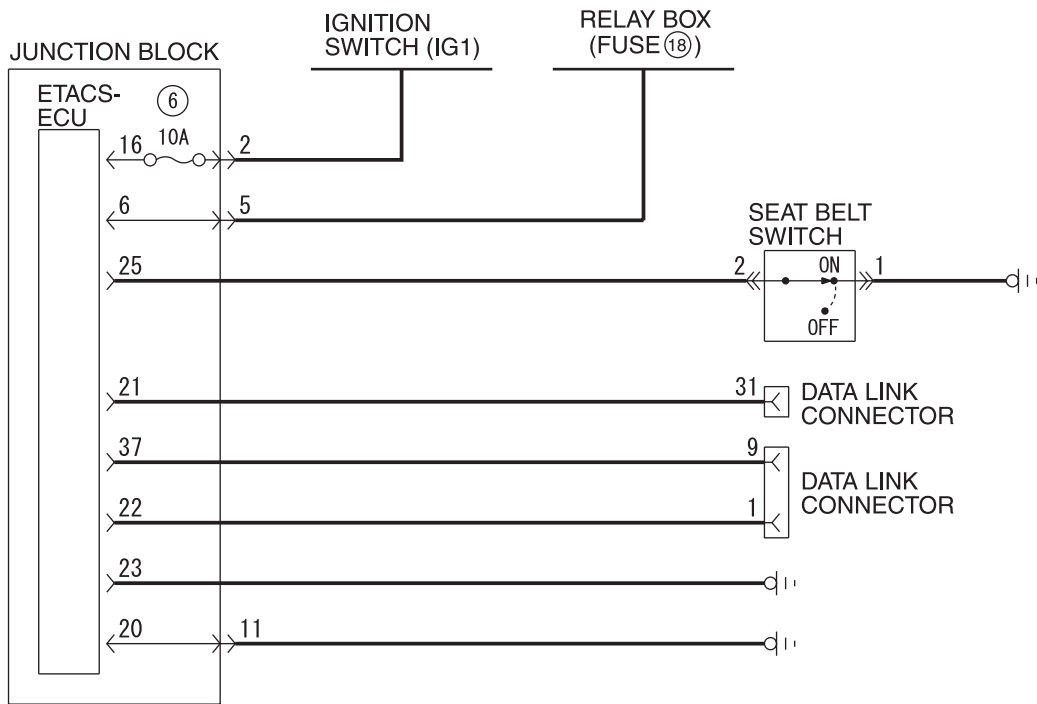 IGNITION
SWITCH (IG1)
RELAY BOX
(FUSE ⑱)
JUNCTION BLOCK
ETACS-
ECU
⑥
10A
16
2
6
5
SEAT BELT
SWITCH
25
2
ON
1
OFF
21
31
DATA LINK
CONNECTOR
37
9
DATA LINK
CONNECTOR
22
1
23
20
11